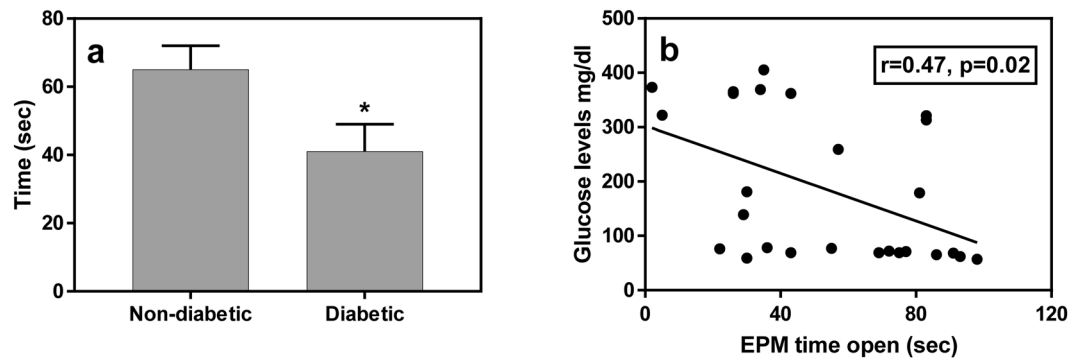 a
80
60
40
20
0
Time (sec)
*
Non-diabetic Diabetic
b
r=0.47, p=0.02
500
400
300
200
100
0
Glucose levels mg/dl
0 40 80 120
EPM time open (sec)